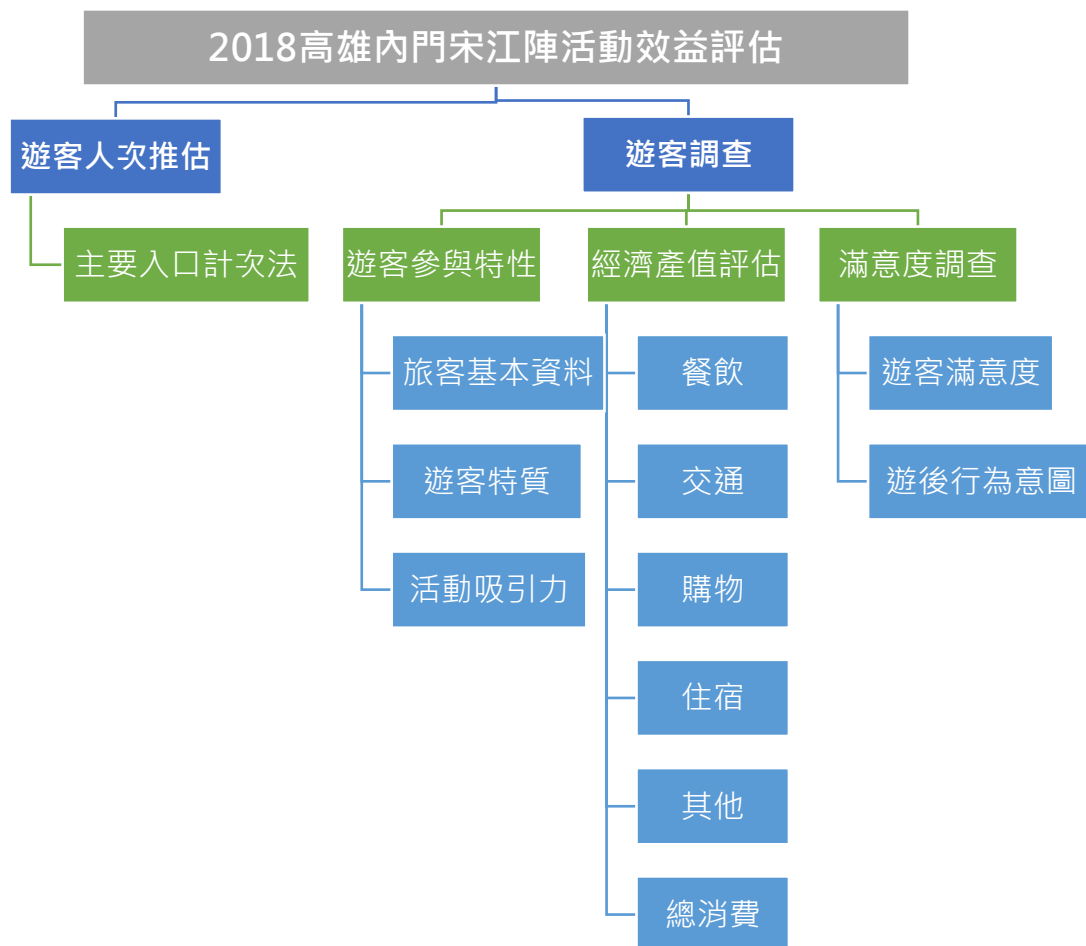 2018高雄內門宋江陣活動效益評估
遊客人次推估
遊客調查
主要入口計次法
遊客參與特性
經濟產值評估
滿意度調查
旅客基本資料
餐飲
遊客滿意度
遊客特質
交通
遊後行為意圖
活動吸引力
購物
住宿
其他
總消費